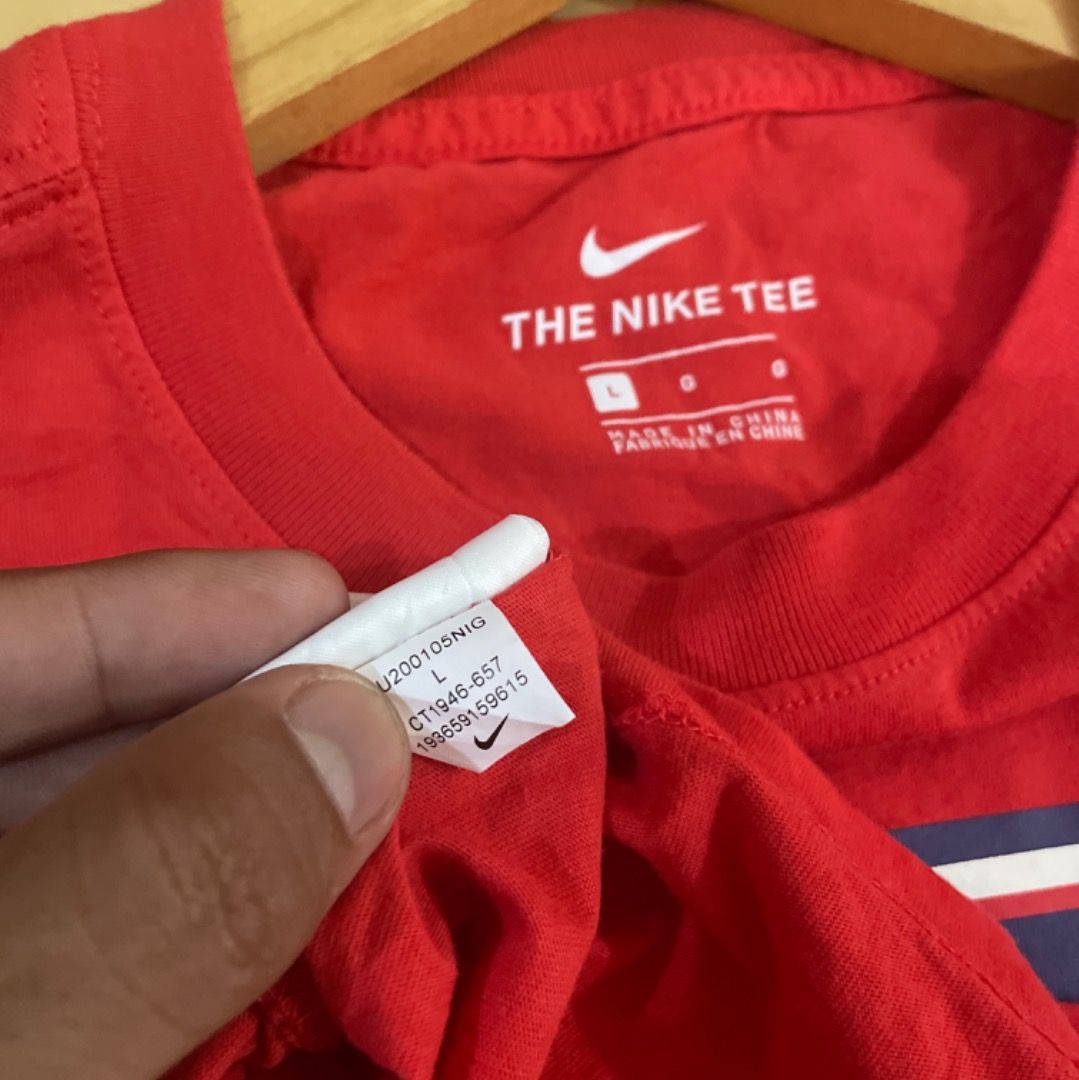 THE NIKE TEE
L G G
MADE IN CHINA
FABRIQUE EN CHINE
U200105NIG
L
CT1946-657
193659159615